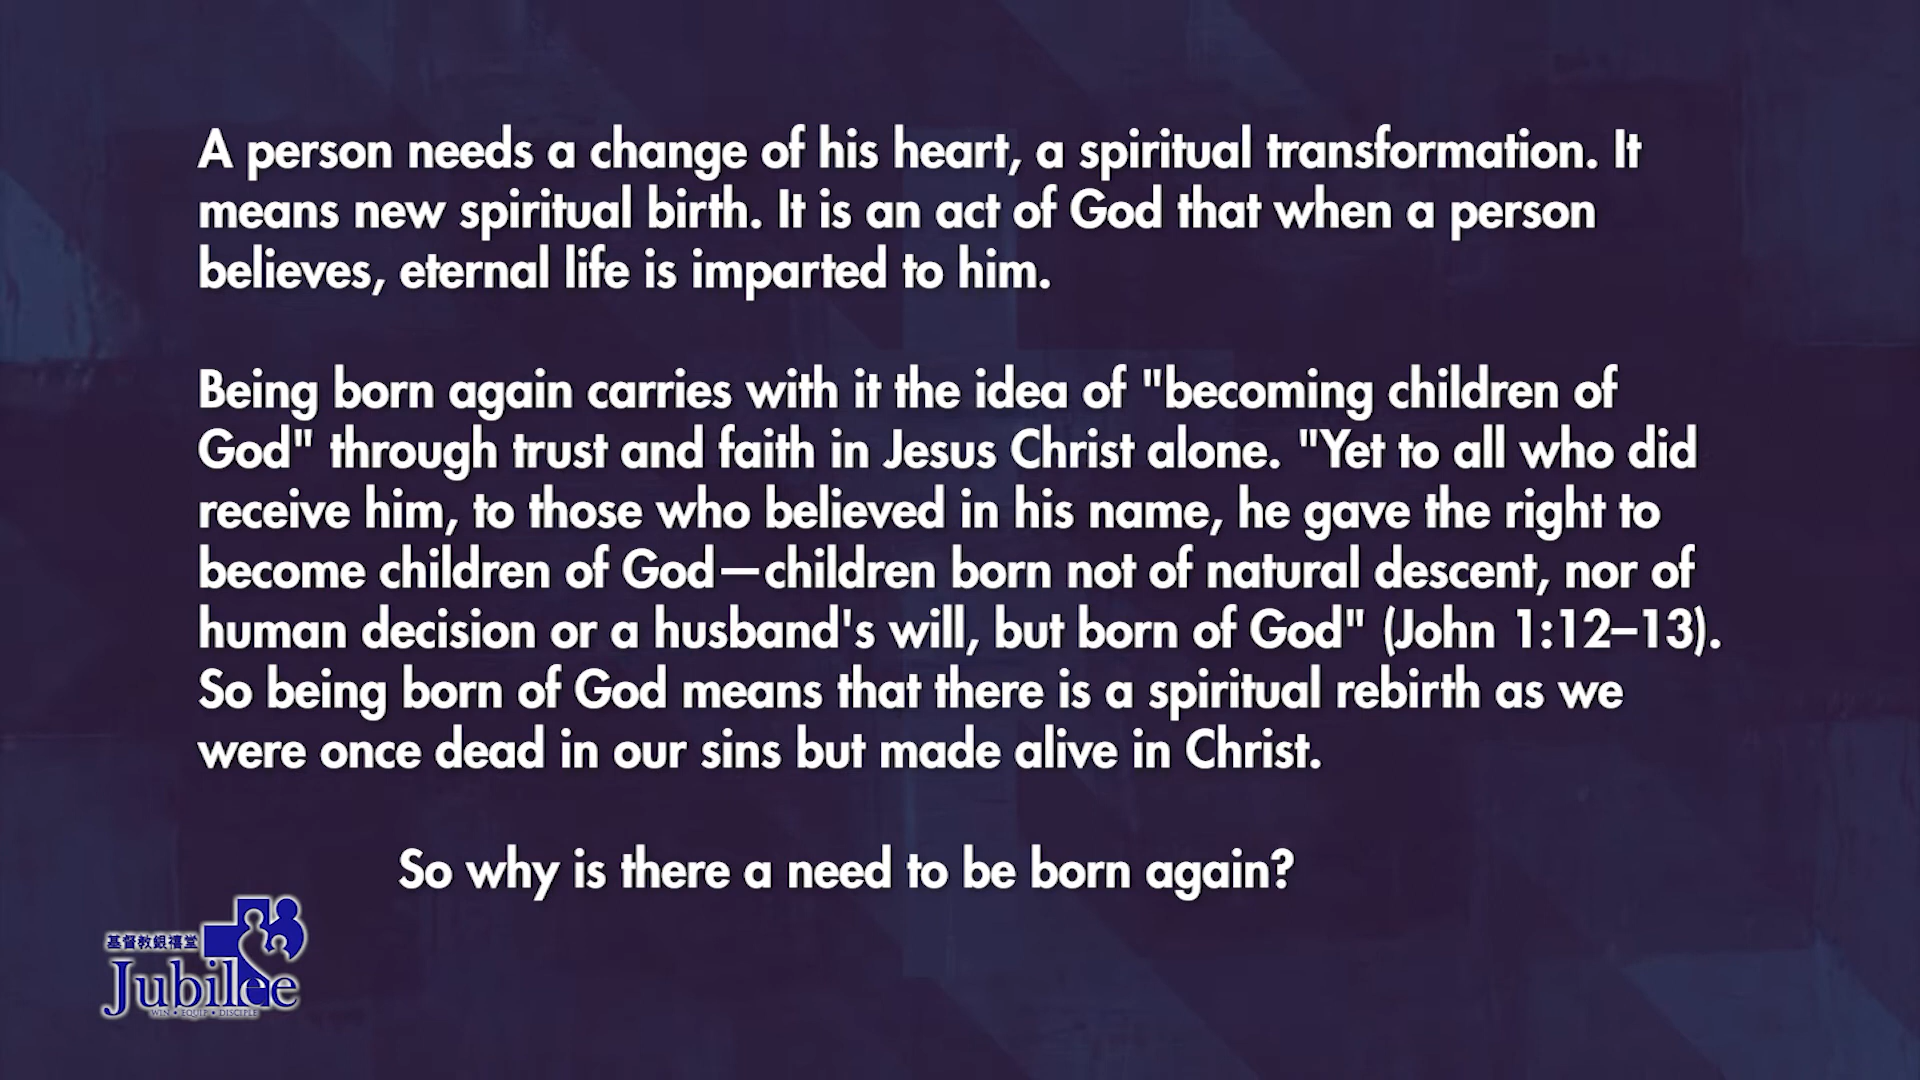 A person needs a change of his heart, a spiritual transformation. It
means new spiritual birth. It is an act of God that when a person
believes, eternal life is imparted to him.
Being born again carries with it the idea of "becoming children of
God" through trust and faith in Jesus Christ alone. "Yet to all who did
receive him, to those who believed in his name, he gave the right to
become children of God—children born not of natural descent, nor of
human decision or a husband's will, but born of God" (John 1:12–13).
So being born of God means that there is a spiritual rebirth as we
were once dead in our sins but made alive in Christ.
So why is there a need to be born again?
基督教銀禧堂
Jubilee
WIN • EQUIP • DISCIPLE